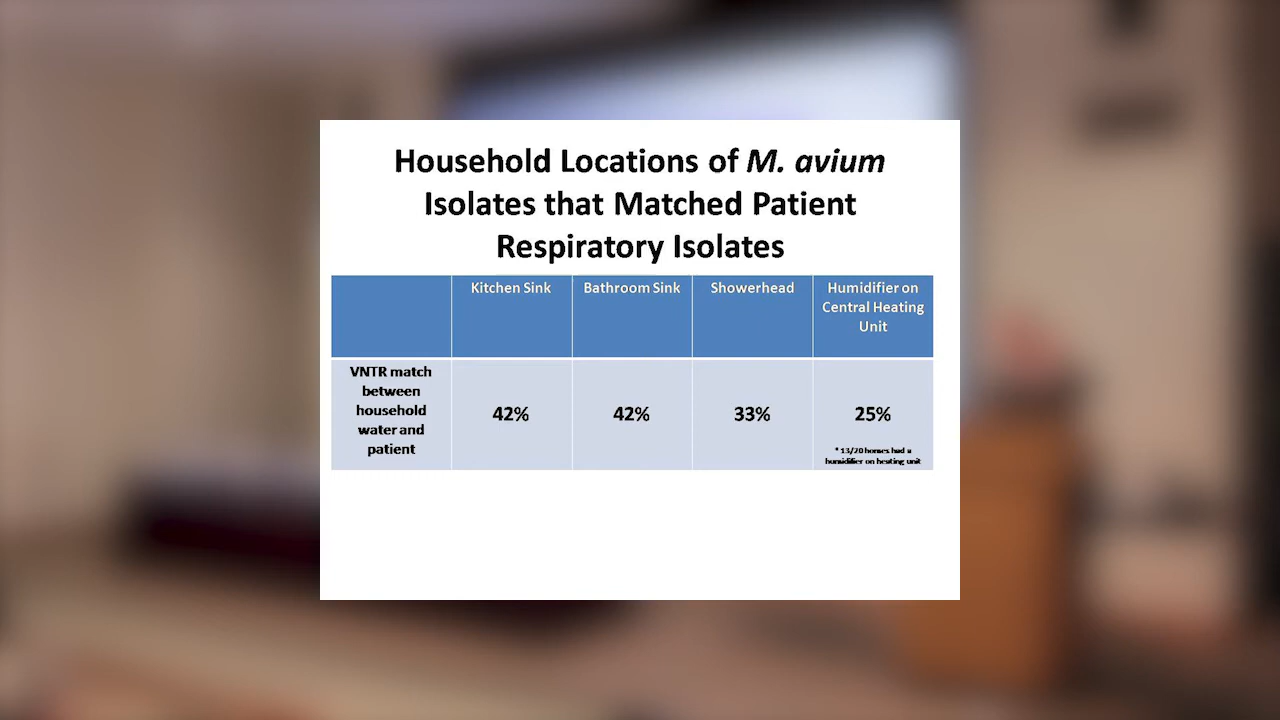 Household Locations of M. avium
Isolates that Matched Patient
Respiratory Isolates
Kitchen Sink
Bathroom Sink
Showerhead
Humidifier on
Central Heating
Unit
VNTR match
between
household
water and
patient
42%
42%
33%
25%
* 13/20 homes had a
humidifier on heating unit